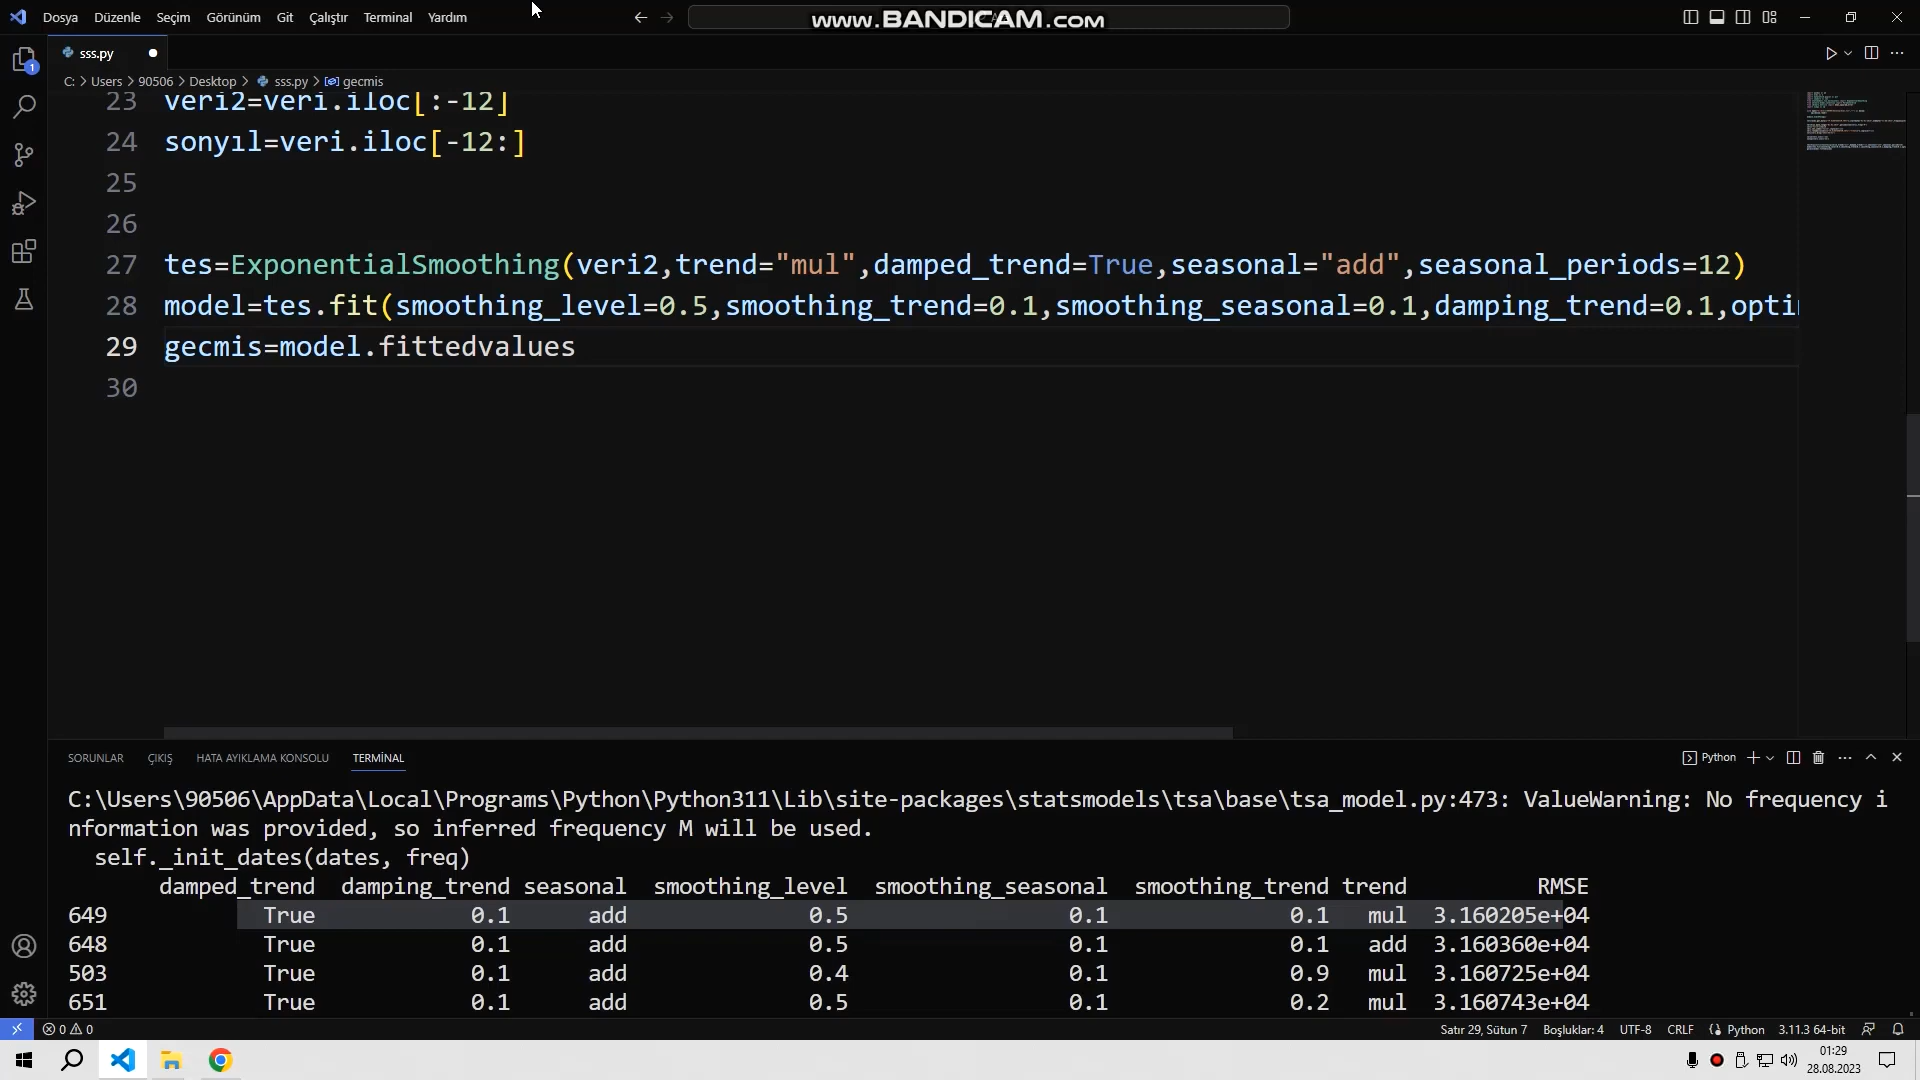 Dosya Düzenle Seçim Görünüm Git Çalıştır Terminal Yardım
www.BANDICAM.com
sss.py
C: > Users > 90506 > Desktop > sss.py > gecmis
23 veri2=veri.iloc[:-12]
24 sonyıl=veri.iloc[-12:]
25
26
27 tes=ExponentialSmoothing(veri2,trend="mul",damped_trend=True,seasonal="add",seasonal_periods=12)
28 model=tes.fit(smoothing_level=0.5,smoothing_trend=0.1,smoothing_seasonal=0.1,damping_trend=0.1,opti
29 gecmis=model.fittedvalues
30
SORUNLAR ÇIKIŞ HATA AYIKLAMA KONSOLU TERMİNAL
Python
C:\Users\90506\AppData\Local\Programs\Python\Python311\Lib\site-packages\statsmodels\tsa\base\tsa_model.py:473: ValueWarning: No frequency i
nformation was provided, so inferred frequency M will be used.
self._init_dates(dates, freq)
damped_trend damping_trend seasonal smoothing_level smoothing_seasonal smoothing_trend trend RMSE
649 True 0.1 add 0.5 0.1 0.1 mul 3.160205e+04
648 True 0.1 add 0.5 0.1 0.1 add 3.160360e+04
503 True 0.1 add 0.4 0.1 0.9 mul 3.160725e+04
651 True 0.1 add 0.5 0.1 0.2 mul 3.160743e+04
0 0 Satır 29, Sütun 7 Boşluklar: 4 UTF-8 CRLF Python 3.11.3 64-bit
01:29
28.08.2023